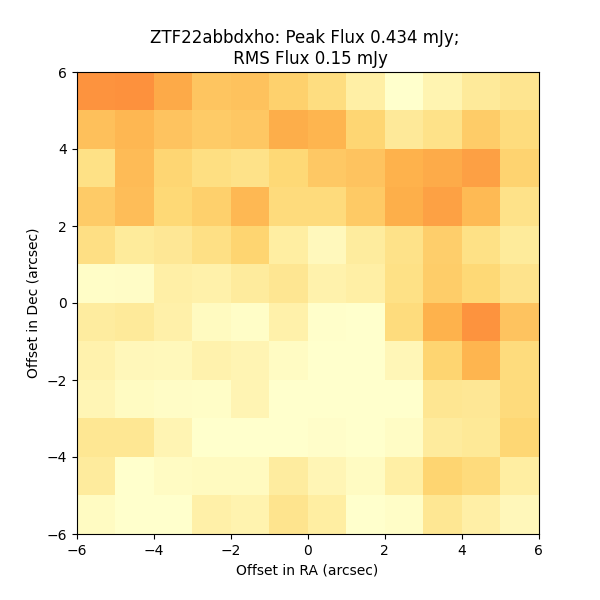 ZTF22abbdxho: Peak Flux 0.434 mJy;
RMS Flux 0.15 mJy
6
4
2
0
−2
−4
−6
Offset in Dec (arcsec)
−6 −4 −2 0 2 4 6
Offset in RA (arcsec)